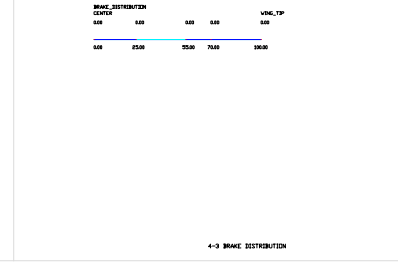 BRAKE_DISTRIBUTION
CENTER WING_TIP
0.00 0.00 0.00 0.00 0.00
0.00 25.00 55.00 70.00 100.00
4-3 BRAKE DISTRIBUTION